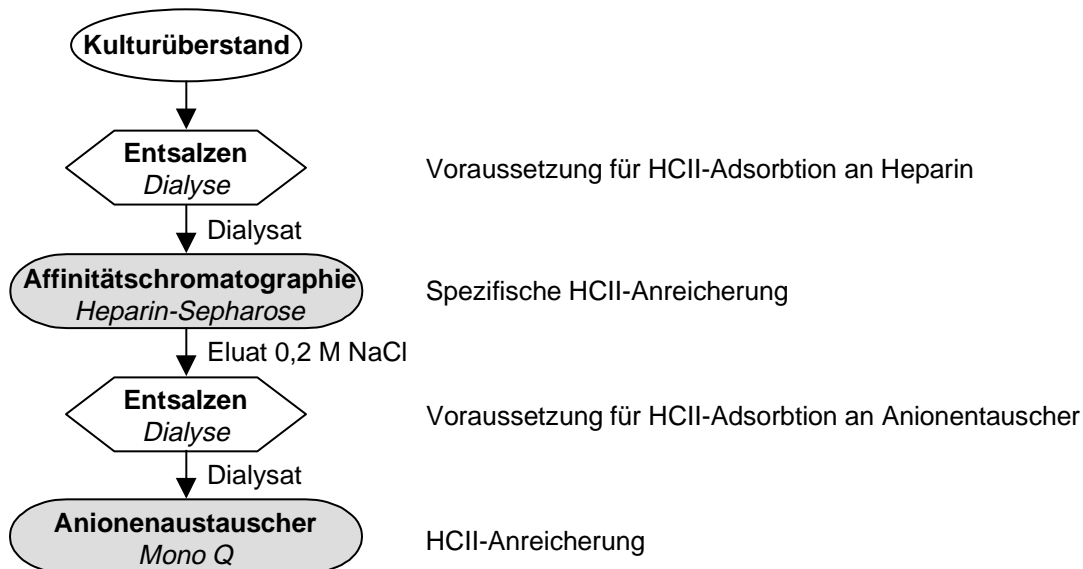 Kulturüberstand
Entsalzen
Dialyse
Voraussetzung für HCII-Adsorbtion an Heparin
Dialysat
Affinitätschromatographie
Heparin-Sepharose
Spezifische HCII-Anreicherung
Eluat 0,2 M NaCl
Entsalzen
Dialyse
Voraussetzung für HCII-Adsorbtion an Anionentauscher
Dialysat
Anionenaustauscher
Mono Q
HCII-Anreicherung